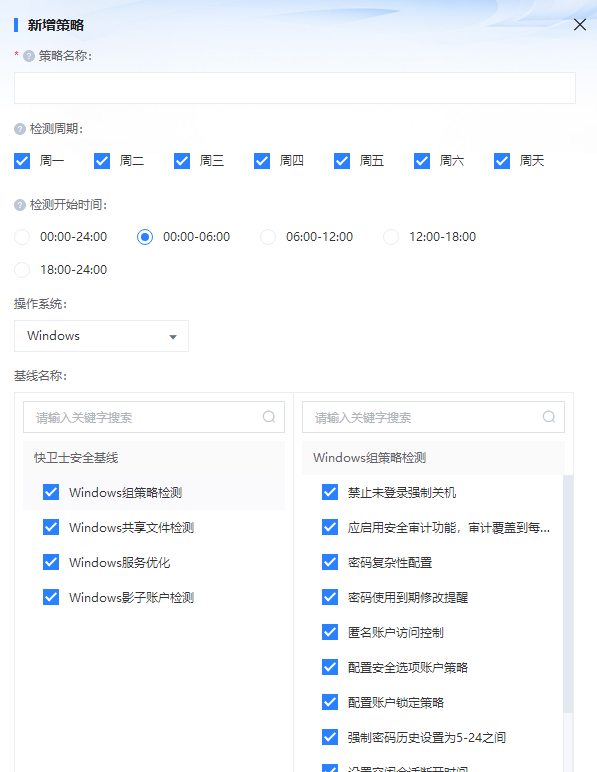 新增策略
* 策略名称：
检测周期：
周一 周二 周三 周四 周五 周六 周天
检测开始时间：
00:00-24:00 00:00-06:00 06:00-12:00 12:00-18:00
18:00-24:00
操作系统：
Windows
基线名称：
请输入关键字搜索
快卫士安全基线
Windows组策略检测
Windows共享文件检测
Windows服务优化
Windows影子账户检测
请输入关键字搜索
Windows组策略检测
禁止未登录强制关机
应启用安全审计功能，审计覆盖到每...
密码复杂性配置
密码使用到期修改提醒
匿名账户访问控制
配置安全选项账户策略
配置账户锁定策略
强制密码历史设置为5-24之间